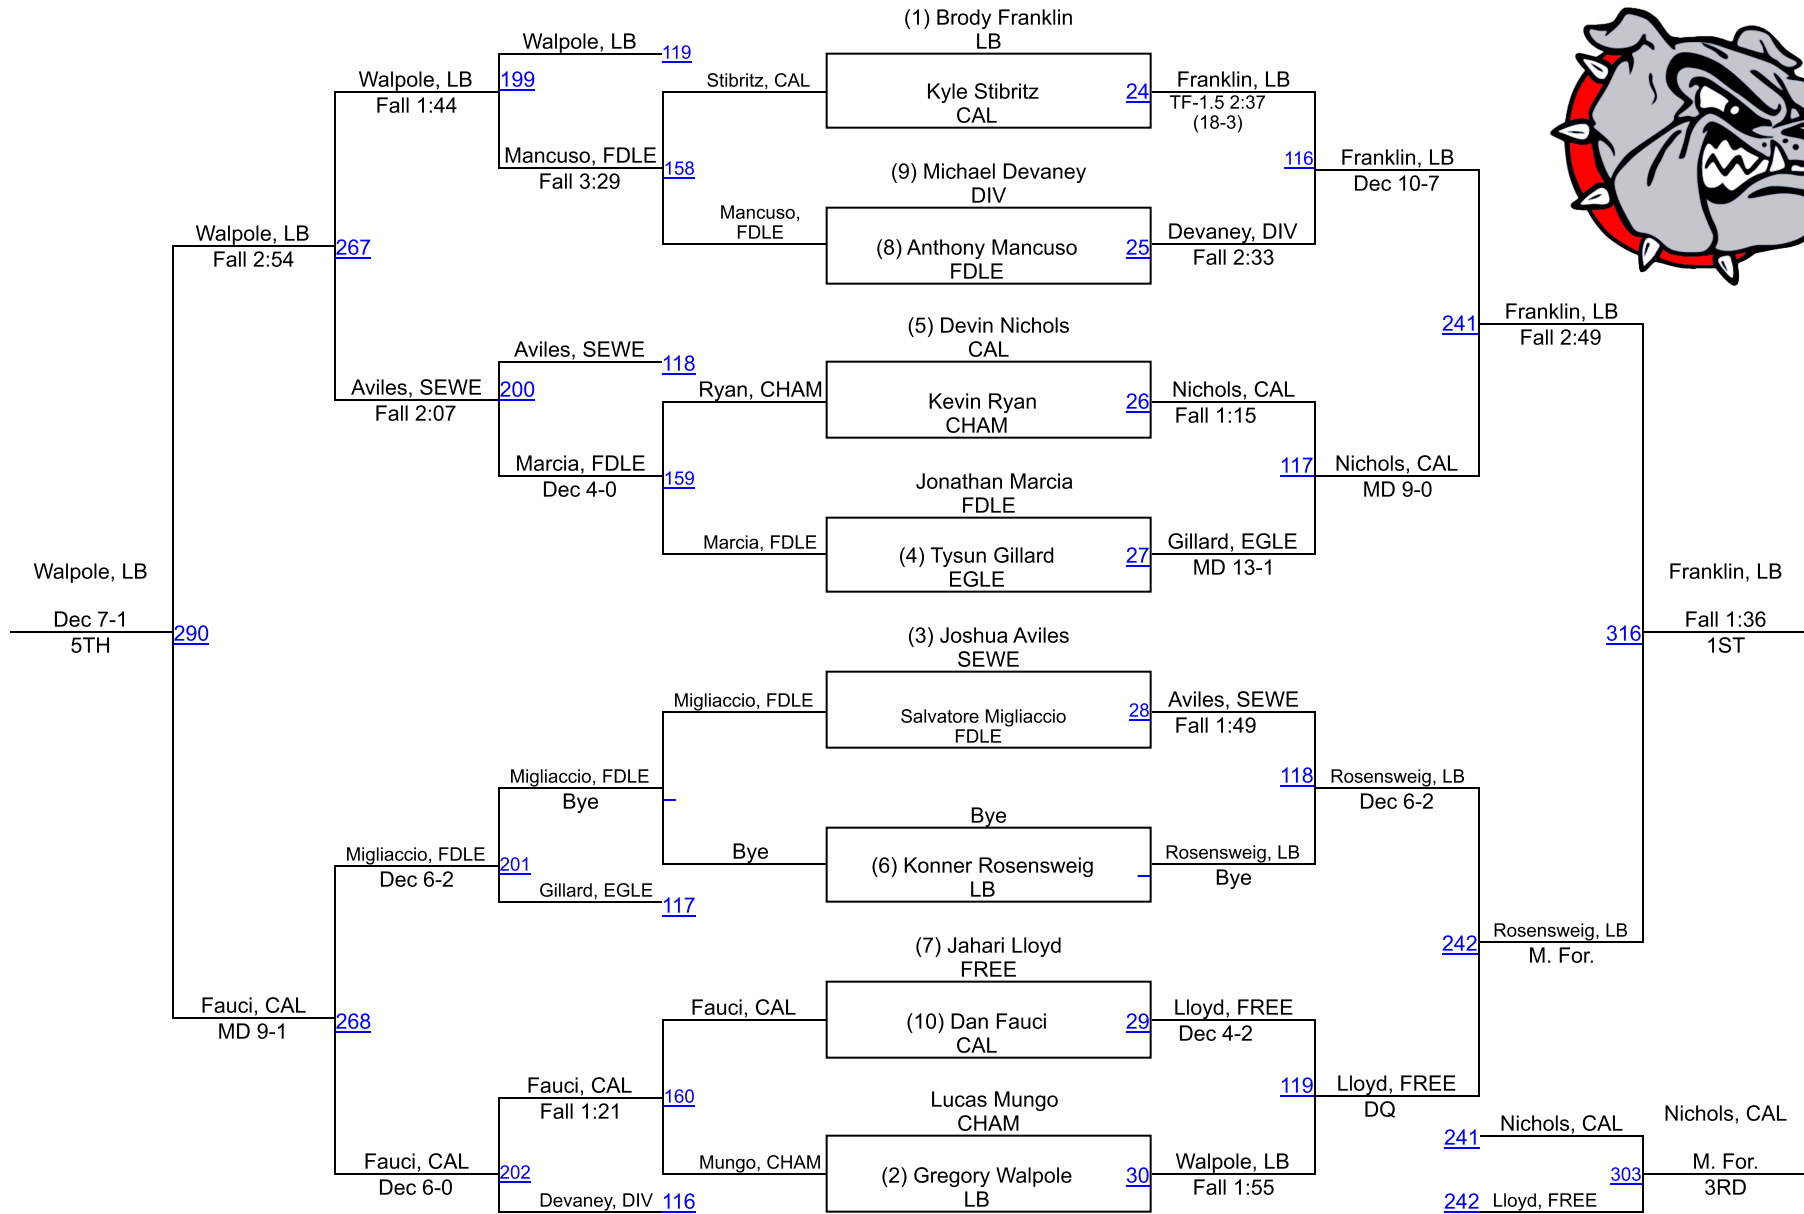 (1) Brody Franklin
LB
Walpole, LB
119
Walpole, LB
199
Stibritz, CAL
Kyle Stibritz
24
Franklin, LB
Fall 1:44
CAL
TF-1.5 2:37
(18-3)
Mancuso, FDLE
158
116
Franklin, LB
Fall 3:29
(9) Michael Devaney
Dec 10-7
DIV
Mancuso,
FDLE
Walpole, LB
267
(8) Anthony Mancuso
25
Devaney, DIV
Fall 2:54
FDLE
Fall 2:33
(5) Devin Nichols
241
Franklin, LB
CAL
Fall 2:49
Aviles, SEWE
118
Aviles, SEWE
200
Ryan, CHAM
Kevin Ryan
26
Nichols, CAL
Fall 2:07
CHAM
Fall 1:15
Marcia, FDLE
159
117
Nichols, CAL
Dec 4-0
Jonathan Marcia
MD 9-0
FDLE
Marcia, FDLE
(4) Tysun Gillard
27
Gillard, EGLE
EGLE
MD 13-1
Walpole, LB
Franklin, LB
Dec 7-1
290
316
Fall 1:36
5TH
1ST
(3) Joshua Aviles
SEWE
Migliaccio, FDLE
Salvatore Migliaccio
28
Aviles, SEWE
FDLE
Fall 1:49
Migliaccio, FDLE
118
Rosensweig, LB
Bye
Dec 6-2
Bye
Migliaccio, FDLE
201
Bye
(6) Konner Rosensweig
Rosensweig, LB
Dec 6-2
LB
Bye
Gillard, EGLE
117
(7) Jahari Lloyd
242
Rosensweig, LB
FREE
M. For.
Fauci, CAL
268
Fauci, CAL
(10) Dan Fauci
29
Lloyd, FREE
MD 9-1
CAL
Dec 4-2
Fauci, CAL
160
119
Lloyd, FREE
Fall 1:21
Lucas Mungo
DQ
CHAM
Nichols, CAL
241
Nichols, CAL
Fauci, CAL
202
Mungo, CHAM
(2) Gregory Walpole
30
Walpole, LB
303
M. For.
Dec 6-0
LB
Fall 1:55
3RD
Devaney, DIV
116
242
Lloyd, FREE